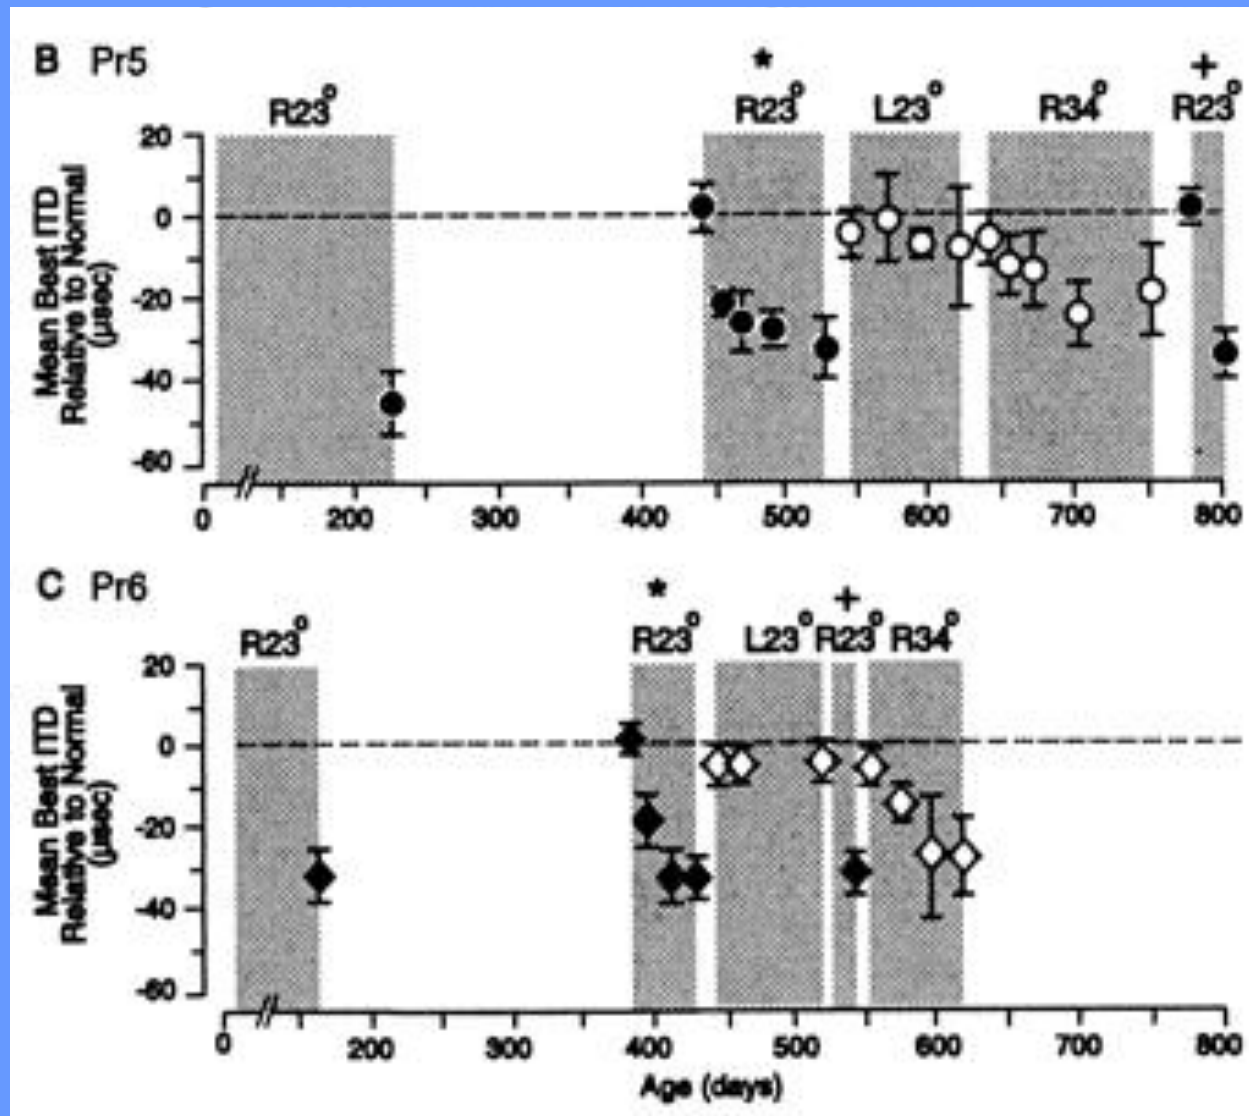 B Pr5
* +
R23° R23° L23° R34° R23°
20
0
-20
-40
-60
Mean Best ITD
Relative to Normal
(μsec)
0 200 300 400 500 600 700 800
C Pr6
* +
R23° R23° L23° R23° R34°
20
0
-20
-40
-60
Mean Best ITD
Relative to Normal
(μsec)
0 200 300 400 500 600 700 800
Age (days)